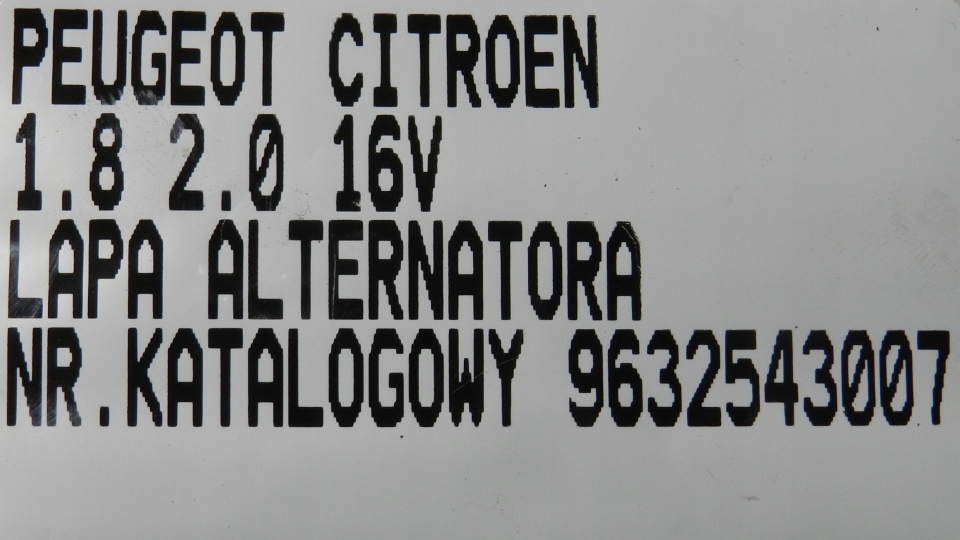 PEUGEOT CITROEN
1.8 2.0 16V
LAPA ALTERNATORA
NR.KATALOGOWY 9632543007